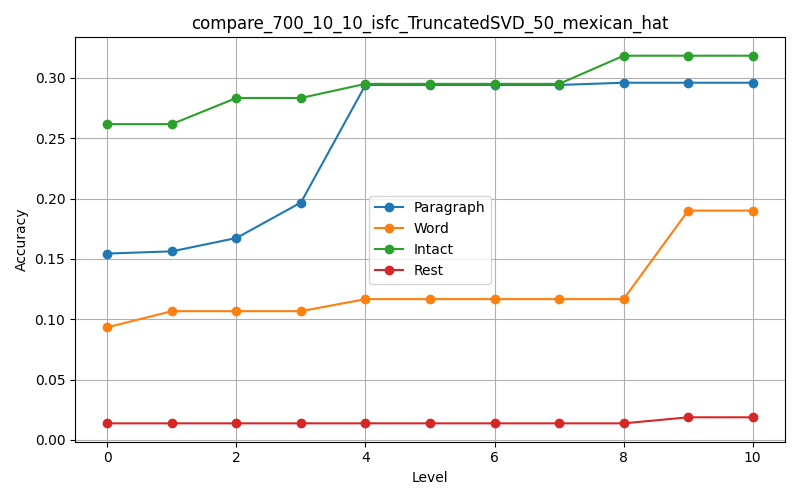 compare_700_10_10_isfc_TruncatedSVD_50_mexican_hat
Accuracy
0.30
0.25
0.20
0.15
0.10
0.05
0.00
Paragraph
Word
Intact
Rest
0 2 4 6 8 10
Level